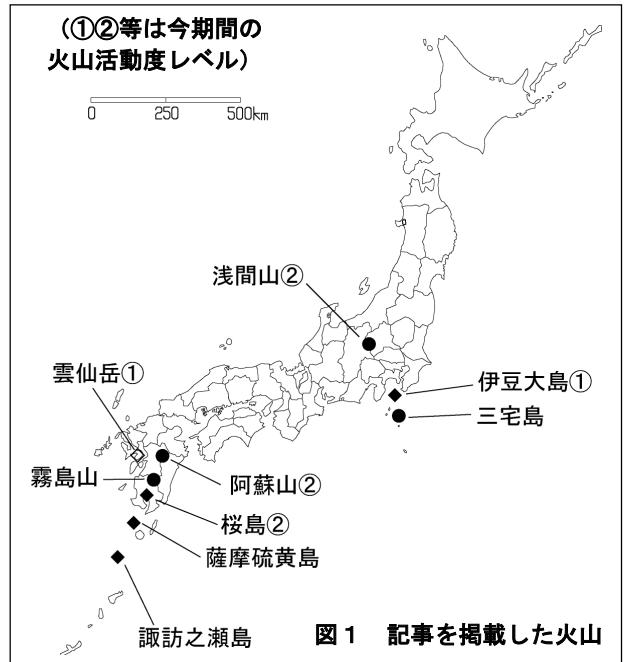 (①②等は今期間の
火山活動度レベル)
0 250 500km
浅間山②
雲仙岳①
伊豆大島①
三宅島
霧島山
阿蘇山②
桜島②
薩摩硫黄島
諏訪之瀬島
図1 記事を掲載した火山